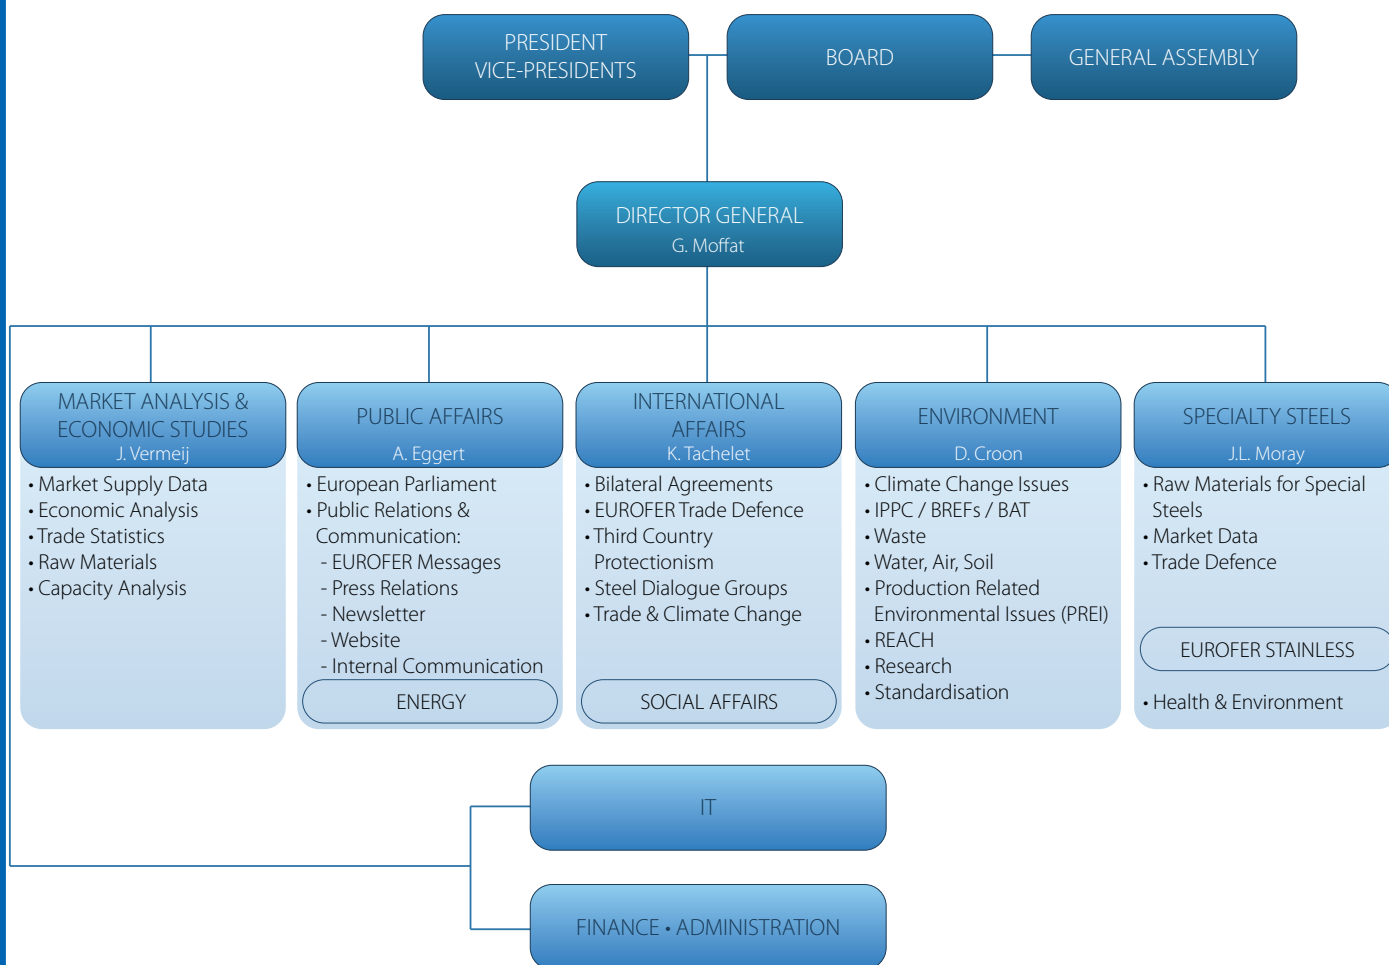 PRESIDENT
VICE-PRESIDENTS
BOARD
GENERAL ASSEMBLY
DIRECTOR GENERAL
G. Moffat
MARKET ANALYSIS &
ECONOMIC STUDIES
J. Vermeij
• Market Supply Data
• Economic Analysis
• Trade Statistics
• Raw Materials
• Capacity Analysis
PUBLIC AFFAIRS
A. Eggert
• European Parliament
• Public Relations &
Communication:
- EUROFER Messages
- Press Relations
- Newsletter
- Website
- Internal Communication
ENERGY
INTERNATIONAL
AFFAIRS
K. Tachelet
• Bilateral Agreements
• EUROFER Trade Defence
• Third Country
Protectionism
• Steel Dialogue Groups
• Trade & Climate Change
SOCIAL AFFAIRS
ENVIRONMENT
D. Croon
• Climate Change Issues
• IPPC / BREFs / BAT
• Waste
• Water, Air, Soil
• Production Related
Environmental Issues (PREI)
• REACH
• Research
• Standardisation
SPECIALTY STEELS
J.L. Moray
• Raw Materials for Special
Steels
• Market Data
• Trade Defence
EUROFER STAINLESS
• Health & Environment
IT
FINANCE • ADMINISTRATION